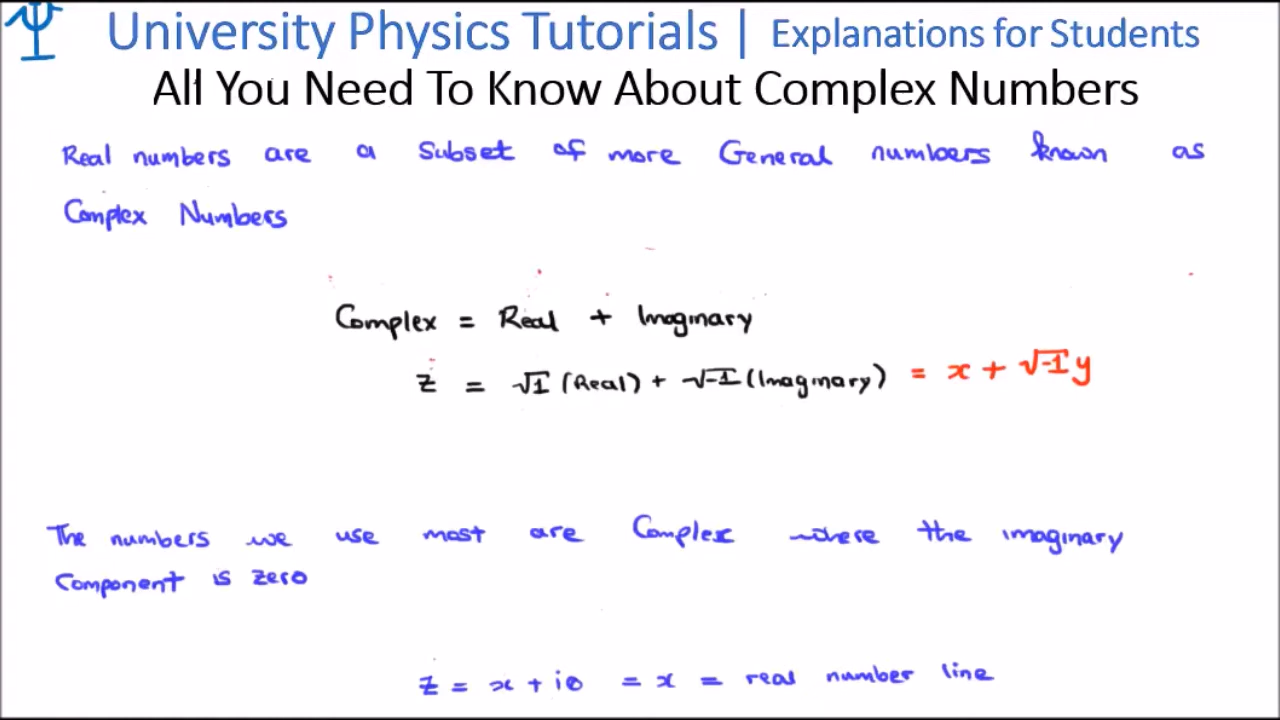 University Physics Tutorials | Explanations for Students
All You Need To Know About Complex Numbers
Real numbers are a Subset of more General numbers known as
Complex Numbers
Complex = Real + Imaginary
z = √1 (Real) + √-1 (Imaginary) = x + √-1 y
The numbers we use most are Complex where the imaginary
Component is zero
z = x + i0 = x = real number line